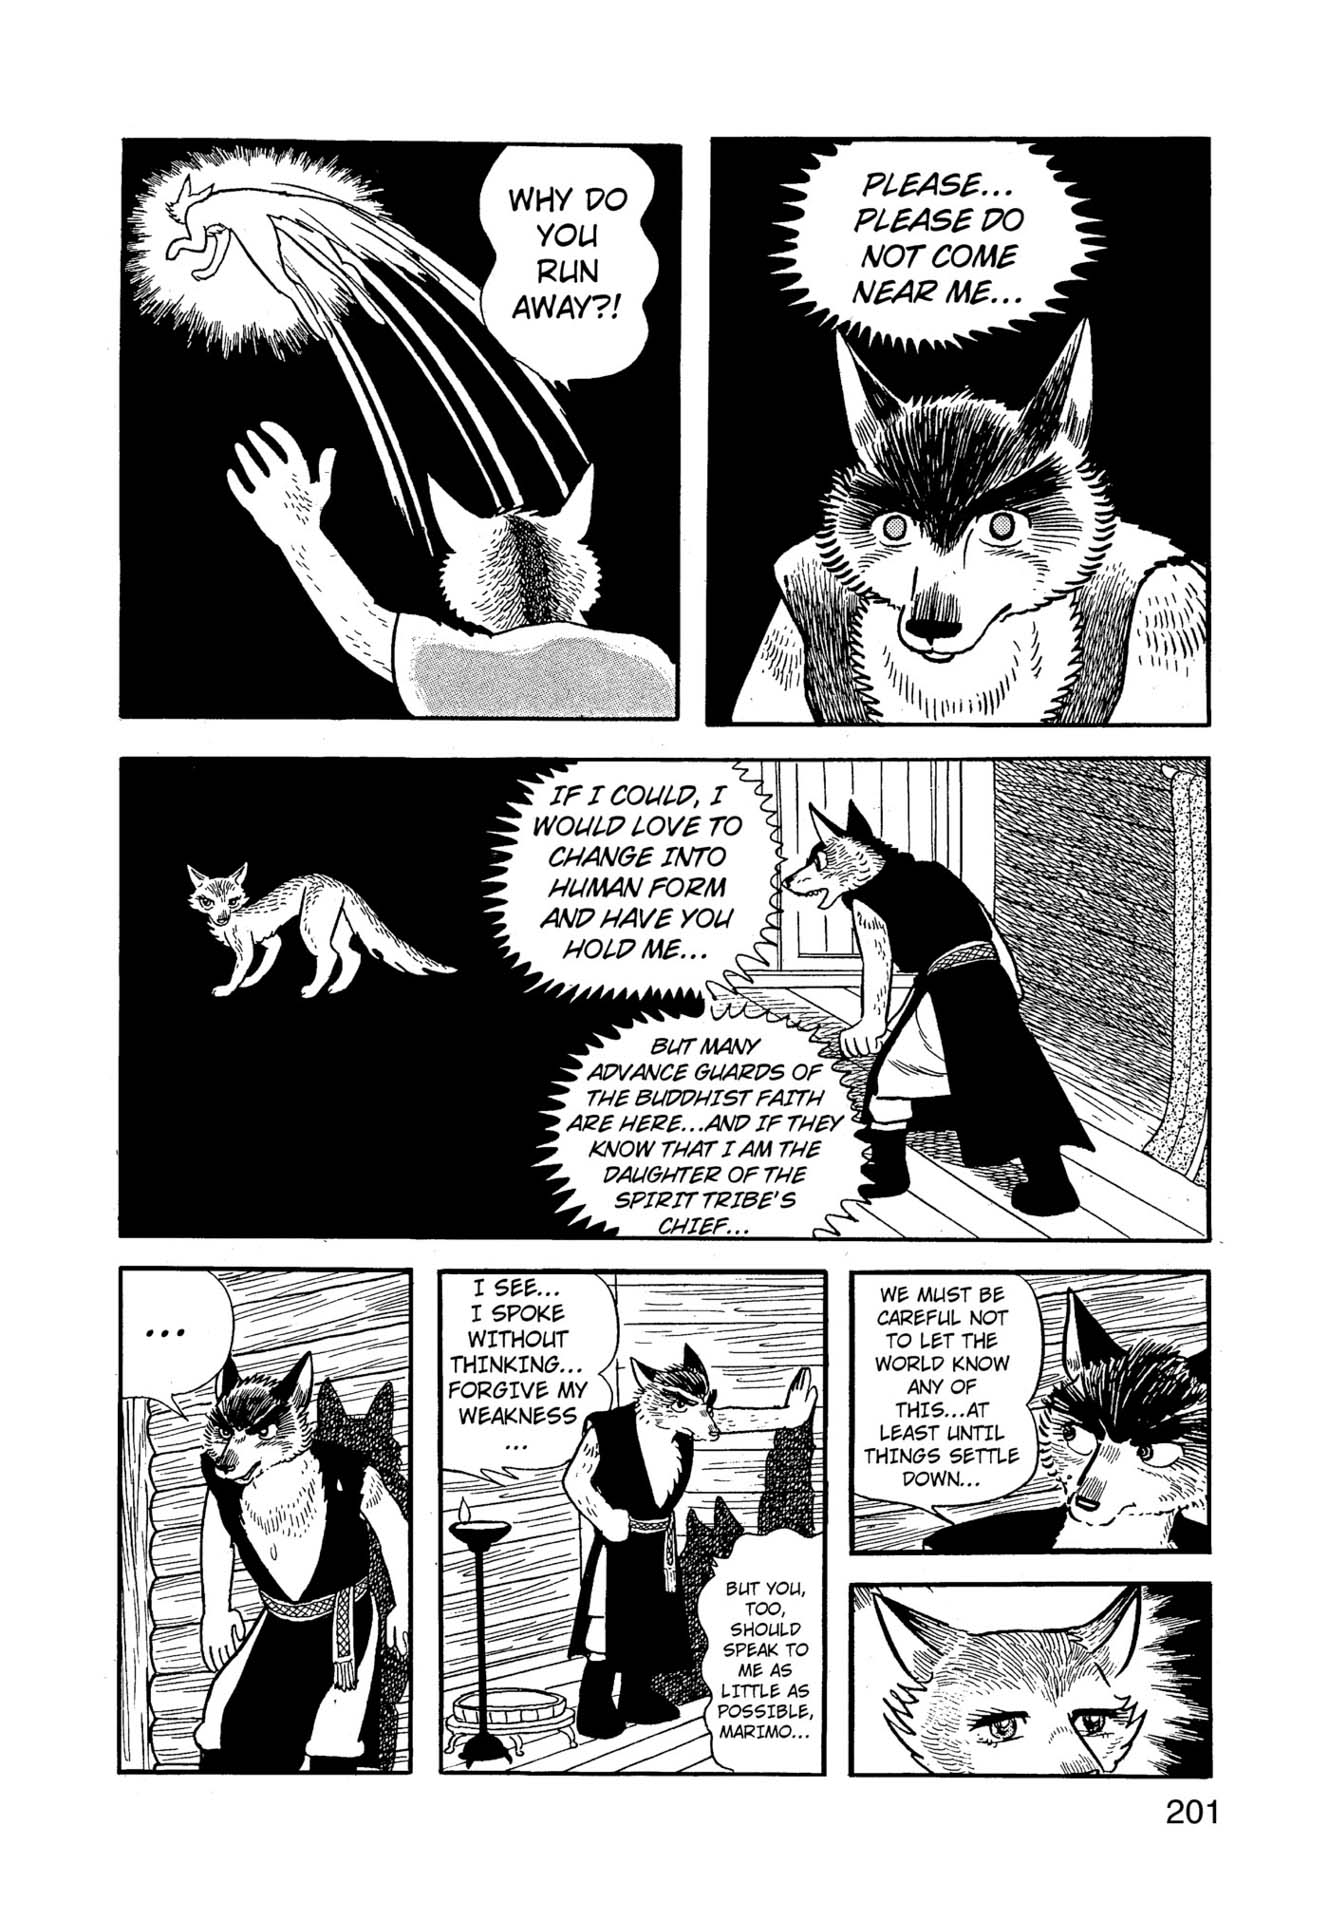 WHY DO
YOU
RUN
AWAY?!
PLEASE...
PLEASE DO
NOT COME
NEAR ME...
IF I COULD, I
WOULD LOVE TO
CHANGE INTO
HUMAN FORM
AND HAVE YOU
HOLD ME...
BUT MANY
ADVANCE GUARDS OF
THE BUDDHIST FAITH
ARE HERE...AND IF THEY
KNOW THAT I AM THE
DAUGHTER OF THE
SPIRIT TRIBE'S
CHIEF...
...
I SEE...
I SPOKE
WITHOUT
THINKING...
FORGIVE MY
WEAKNESS
...
BUT YOU,
TOO,
SHOULD
SPEAK TO
ME AS
LITTLE AS
POSSIBLE,
MARIMO...
WE MUST BE
CAREFUL NOT
TO LET THE
WORLD KNOW
ANY OF
THIS...AT
LEAST UNTIL
THINGS SETTLE
DOWN...
201